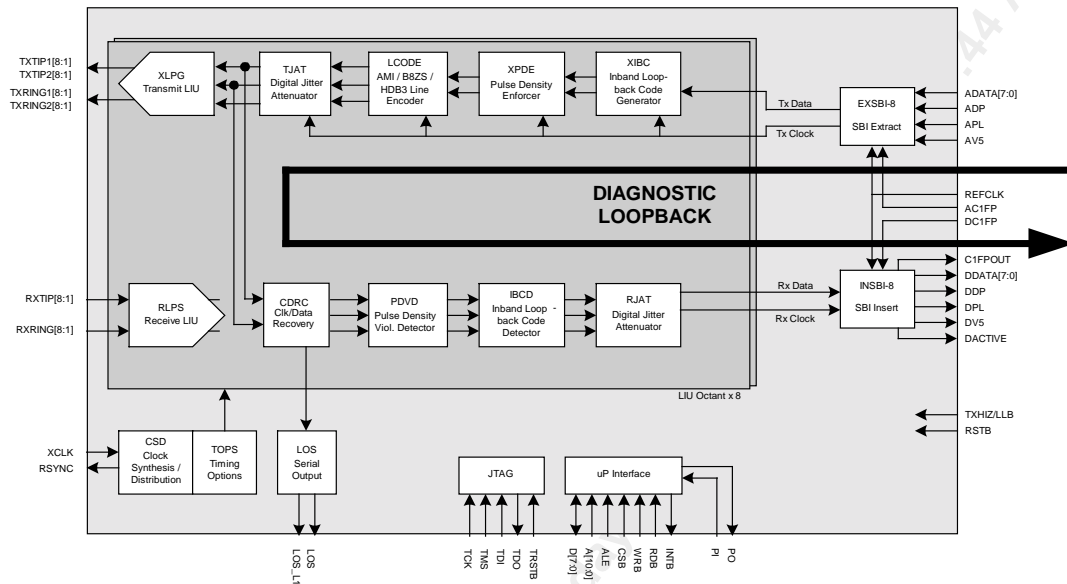 TXTIP1[8:1]
TXTIP2[8:1]
TXRING1[8:1]
TXRING2[8:1]
XLPG
Transmit LIU
TJAT
Digital Jitter
Attenuator
LCODE
AMI / B8ZS /
HDB3 Line
Encoder
XPDE
Pulse Density
Enforcer
XIBC
Inband Loop-
back Code
Generator
Tx Data
Tx Clock
EXSBI-8
SBI Extract
ADATA[7:0]
ADP
APL
AV5
DIAGNOSTIC
LOOPBACK
REFCLK
AC1FP
DC1FP
RXTIP[8:1]
RXRING[8:1]
RLPS
Receive LIU
CDRC
Clk/Data
Recovery
PDVD
Pulse Density
Viol. Detector
IBCD
Inband Loop -
back Code
Detector
RJAT
Digital Jitter
Attenuator
Rx Data
Rx Clock
INSBI-8
SBI Insert
C1FPOUT
DDATA[7:0]
DDP
DPL
DV5
DACTIVE
LIU Octant x 8
TXHIZ/LLB
RSTB
XCLK
RSYNC
CSD
Clock
Synthesis /
Distribution
TOPS
Timing
Options
LOS
Serial
Output
JTAG
uP Interface
LOS_L1
LOS
TCK
TMS
TDI
TDO
TRSTB
D[7:0]
A[10:0]
ALE
CSB
WRB
RDB
INTB
PI
PO